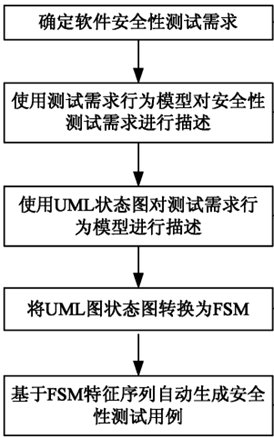 确定软件安全性测试需求
使用测试需求行为模型对安全性
测试需求进行描述
使用UML状态图对测试需求行
为模型进行描述
将UML图状态图转换为FSM
基于FSM特征序列自动生成安全
性测试用例